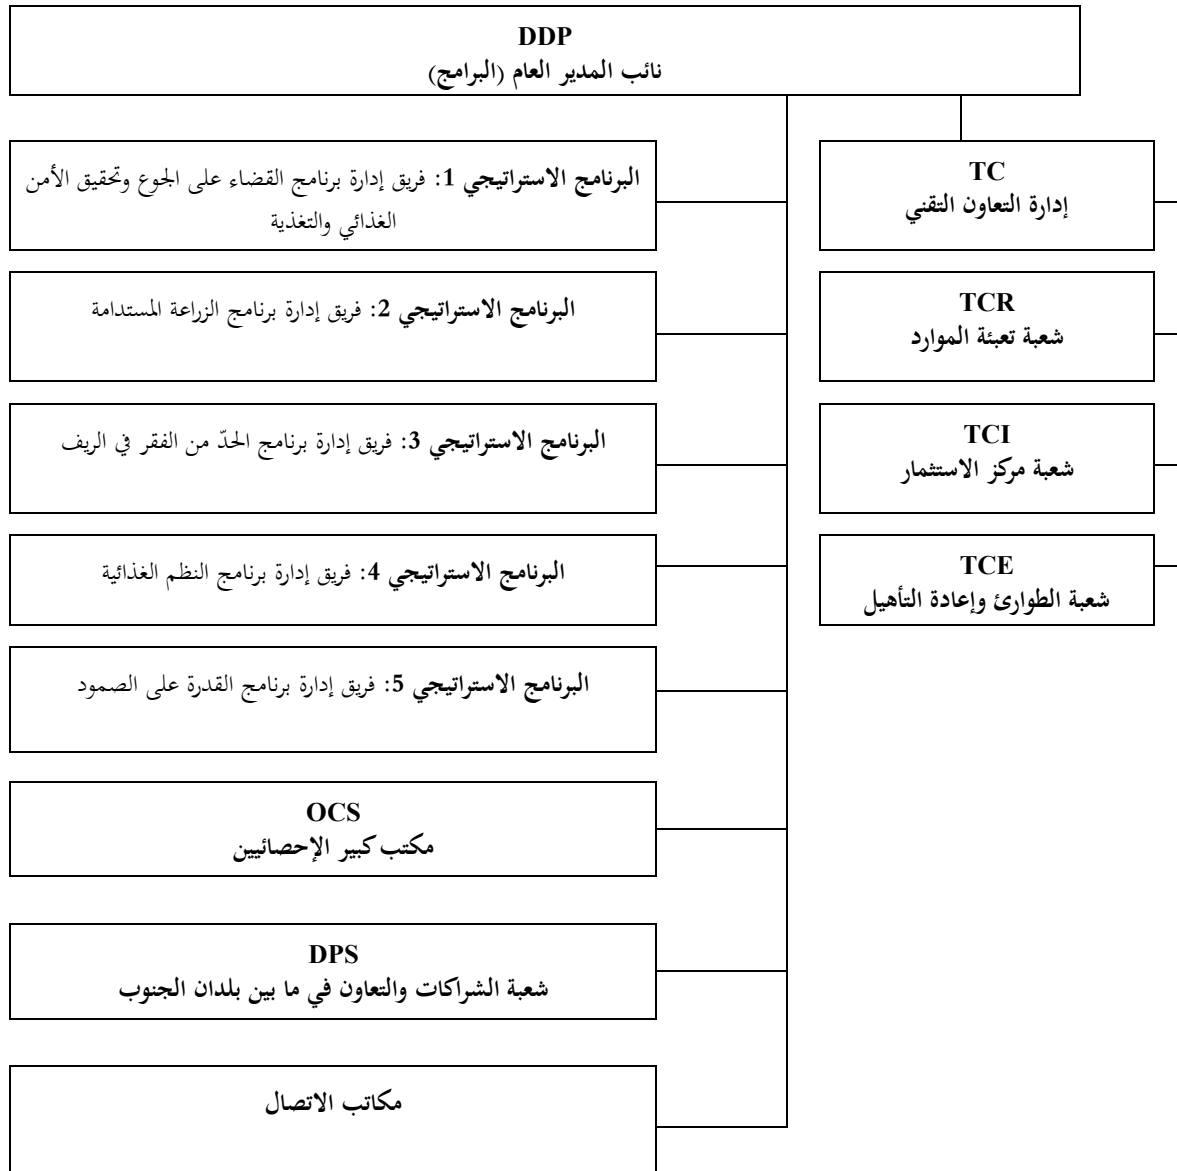 DDP
نائب المدير العام (البرامج)
البرنامج الاستراتيجي 1: فريق إدارة برنامج القضاء على الجوع وتحقيق الأمن
الغذائي والتغذية
البرنامج الاستراتيجي 2: فريق إدارة برنامج الزراعة المستدامة
البرنامج الاستراتيجي 3: فريق إدارة برنامج الحدّ من الفقر في الريف
البرنامج الاستراتيجي 4: فريق إدارة برنامج النظم الغذائية
البرنامج الاستراتيجي 5: فريق إدارة برنامج القدرة على الصمود
OCS
مكتب كبير الإحصائيين
DPS
شعبة الشراكات والتعاون في ما بين بلدان الجنوب
مكاتب الاتصال
TC
إدارة التعاون التقني
TCR
شعبة تعبئة الموارد
TCI
شعبة مركز الاستثمار
TCE
شعبة الطوارئ وإعادة التأهيل